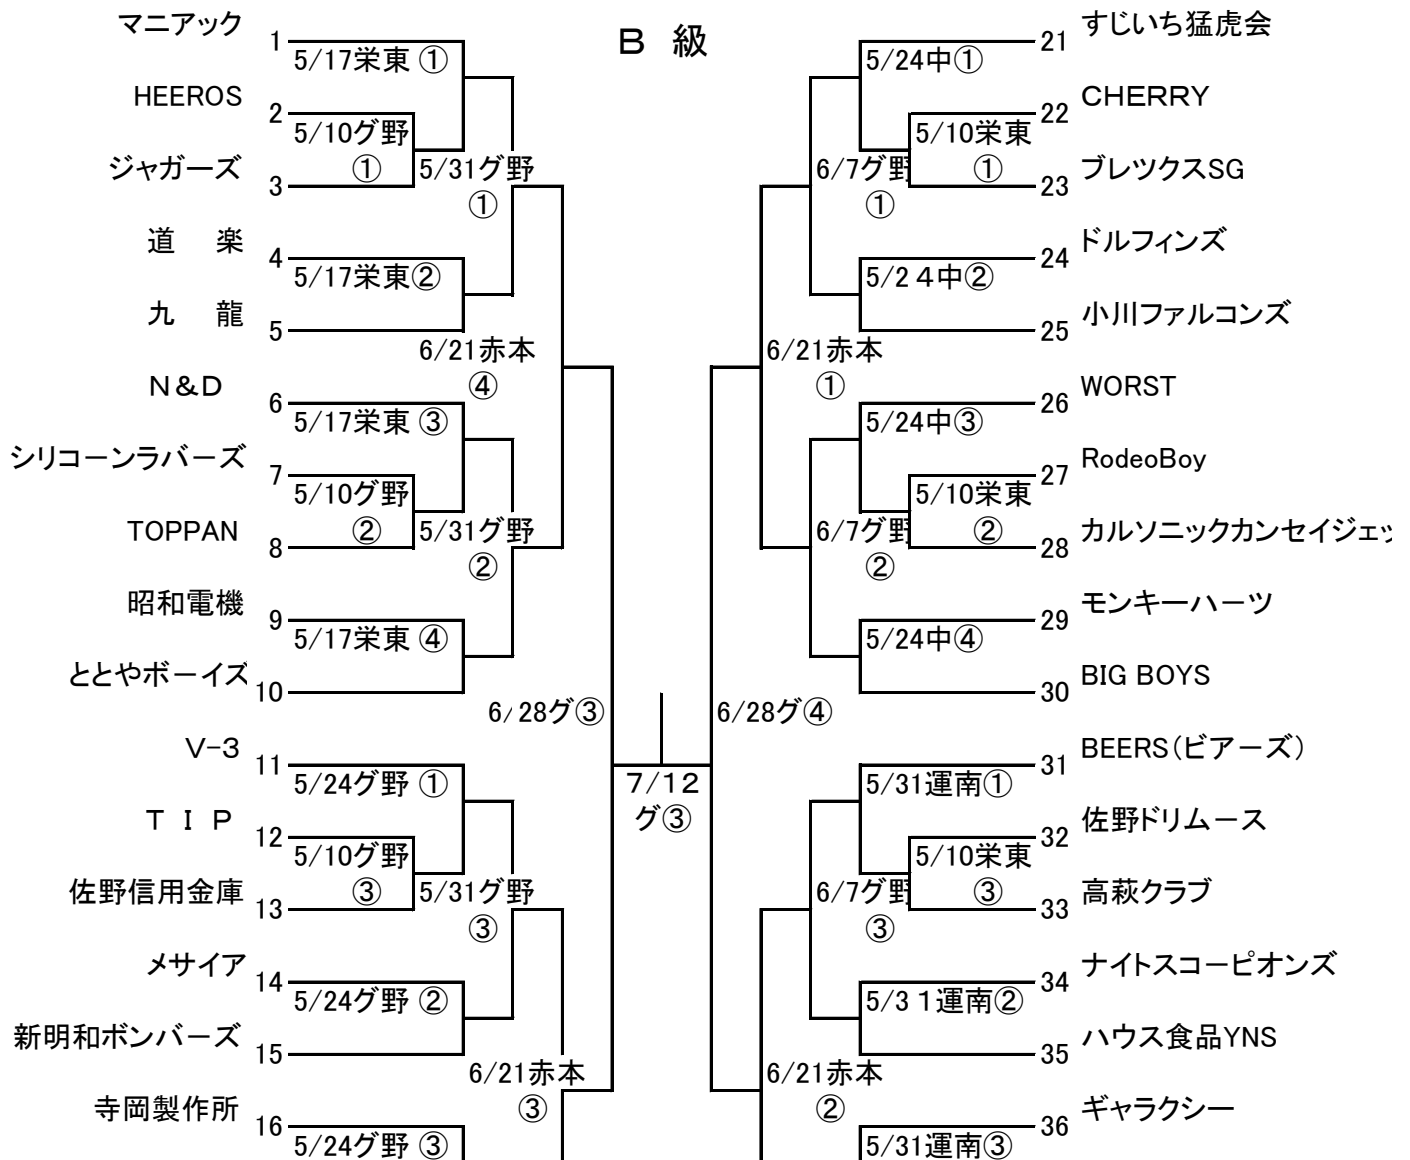 B 級
マニアック
1
5/17栄東 ①
HEEROS
2
5/10グ野
①
ジャガーズ
3
5/31グ野
①
道　楽
4
5/17栄東②
九　龍
5
6/21赤本
④
N&D
6
5/17栄東 ③
シリコーンラバーズ
7
5/10グ野
②
TOPPAN
8
5/31グ野
②
昭和電機
9
5/17栄東 ④
ととやボーイズ
10
6/28グ③
V-3
11
5/24グ野 ①
T I P
12
5/10グ野
③
佐野信用金庫
13
5/31グ野
③
メサイア
14
5/24グ野 ②
新明和ボンバーズ
15
6/21赤本
③
寺岡製作所
16
5/24グ野 ③
7/12
グ③
すじいち猛虎会
21
5/24中①
CHERRY
22
5/10栄東
①
ブレツクスSG
23
6/7グ野
①
ドルフィンズ
24
5/24中②
小川ファルコンズ
25
6/21赤本
①
WORST
26
5/24中③
RodeoBoy
27
5/10栄東
②
カルソニックカンセイジェッ
28
6/7グ野
②
モンキーハーツ
29
5/24中④
BIG BOYS
30
6/28グ④
BEERS(ビアーズ)
31
5/31運南①
佐野ドリムース
32
5/10栄東
③
高萩クラブ
33
6/7グ野
③
ナイトスコーピオンズ
34
5/31運南②
ハウス食品YNS
35
6/21赤本
②
ギャラクシー
36
5/31運南③